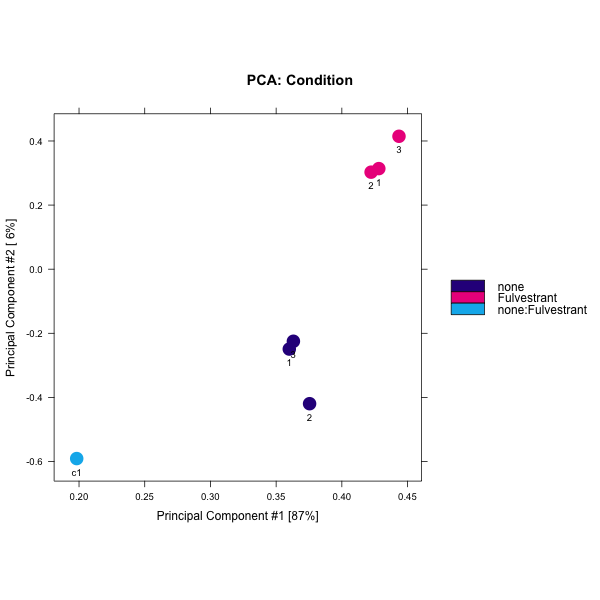 PCA: Condition
Principal Component #2 [ 6%]
0.4
0.2
0.0
-0.2
-0.4
-0.6
3
2 1
3
1
2
c1
0.20 0.25 0.30 0.35 0.40 0.45
Principal Component #1 [87%]
none
Fulvestrant
none:Fulvestrant